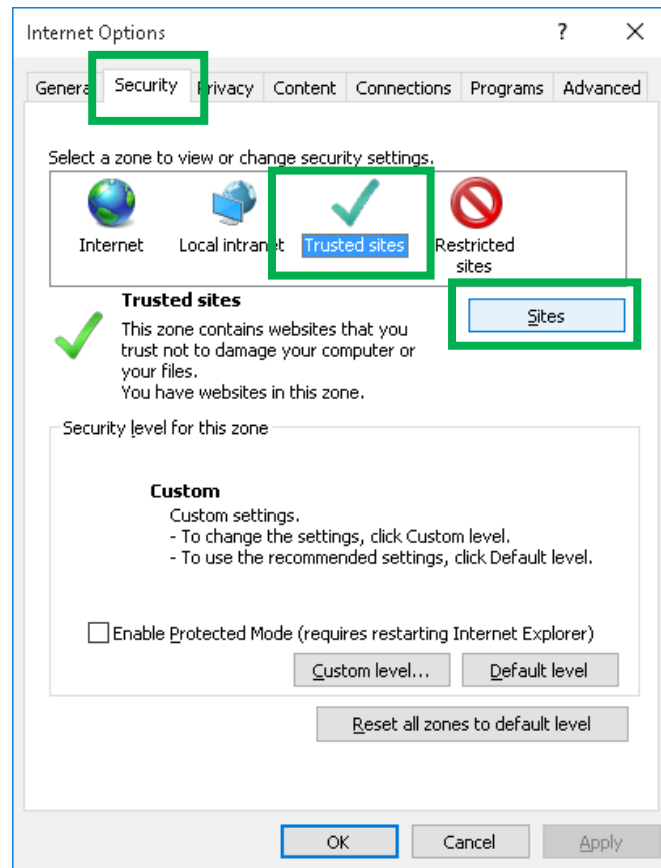 Internet Options
?
General Security Privacy Content Connections Programs Advanced
Select a zone to view or change security settings.
Internet Local intranet Trusted sites Restricted
sites
Trusted sites
Sites
This zone contains websites that you
trust not to damage your computer or
your files.
You have websites in this zone.
Security level for this zone
Custom
Custom settings.
- To change the settings, click Custom level.
- To use the recommended settings, click Default level.
Enable Protected Mode (requires restarting Internet Explorer)
Custom level... Default level
Reset all zones to default level
OK Cancel Apply